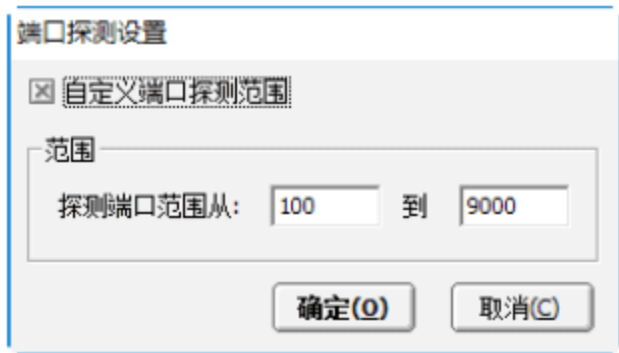 端口探测设置
自定义端口探测范围
范围
探测端口范围从: 100 到 9000
确定(O) 取消(C)